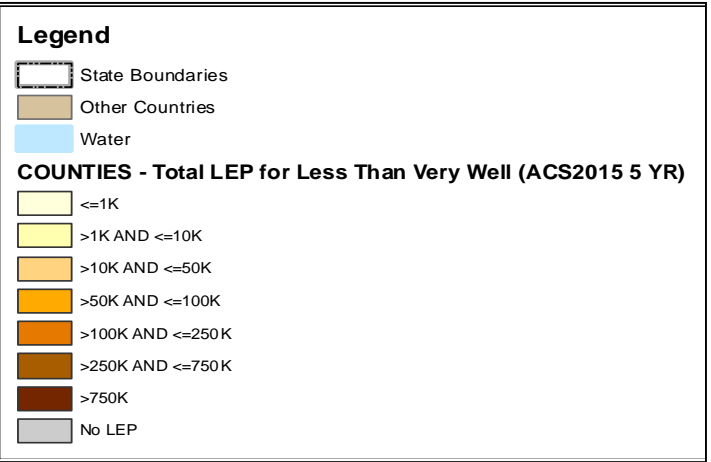 Legend
State Boundaries
Other Countries
Water
COUNTIES - Total LEP for Less Than Very Well (ACS2015 5 YR)
<=1K
>1K AND <=10K
>10K AND <=50K
>50K AND <=100K
>100K AND <=250K
>250K AND <=750K
>750K
No LEP